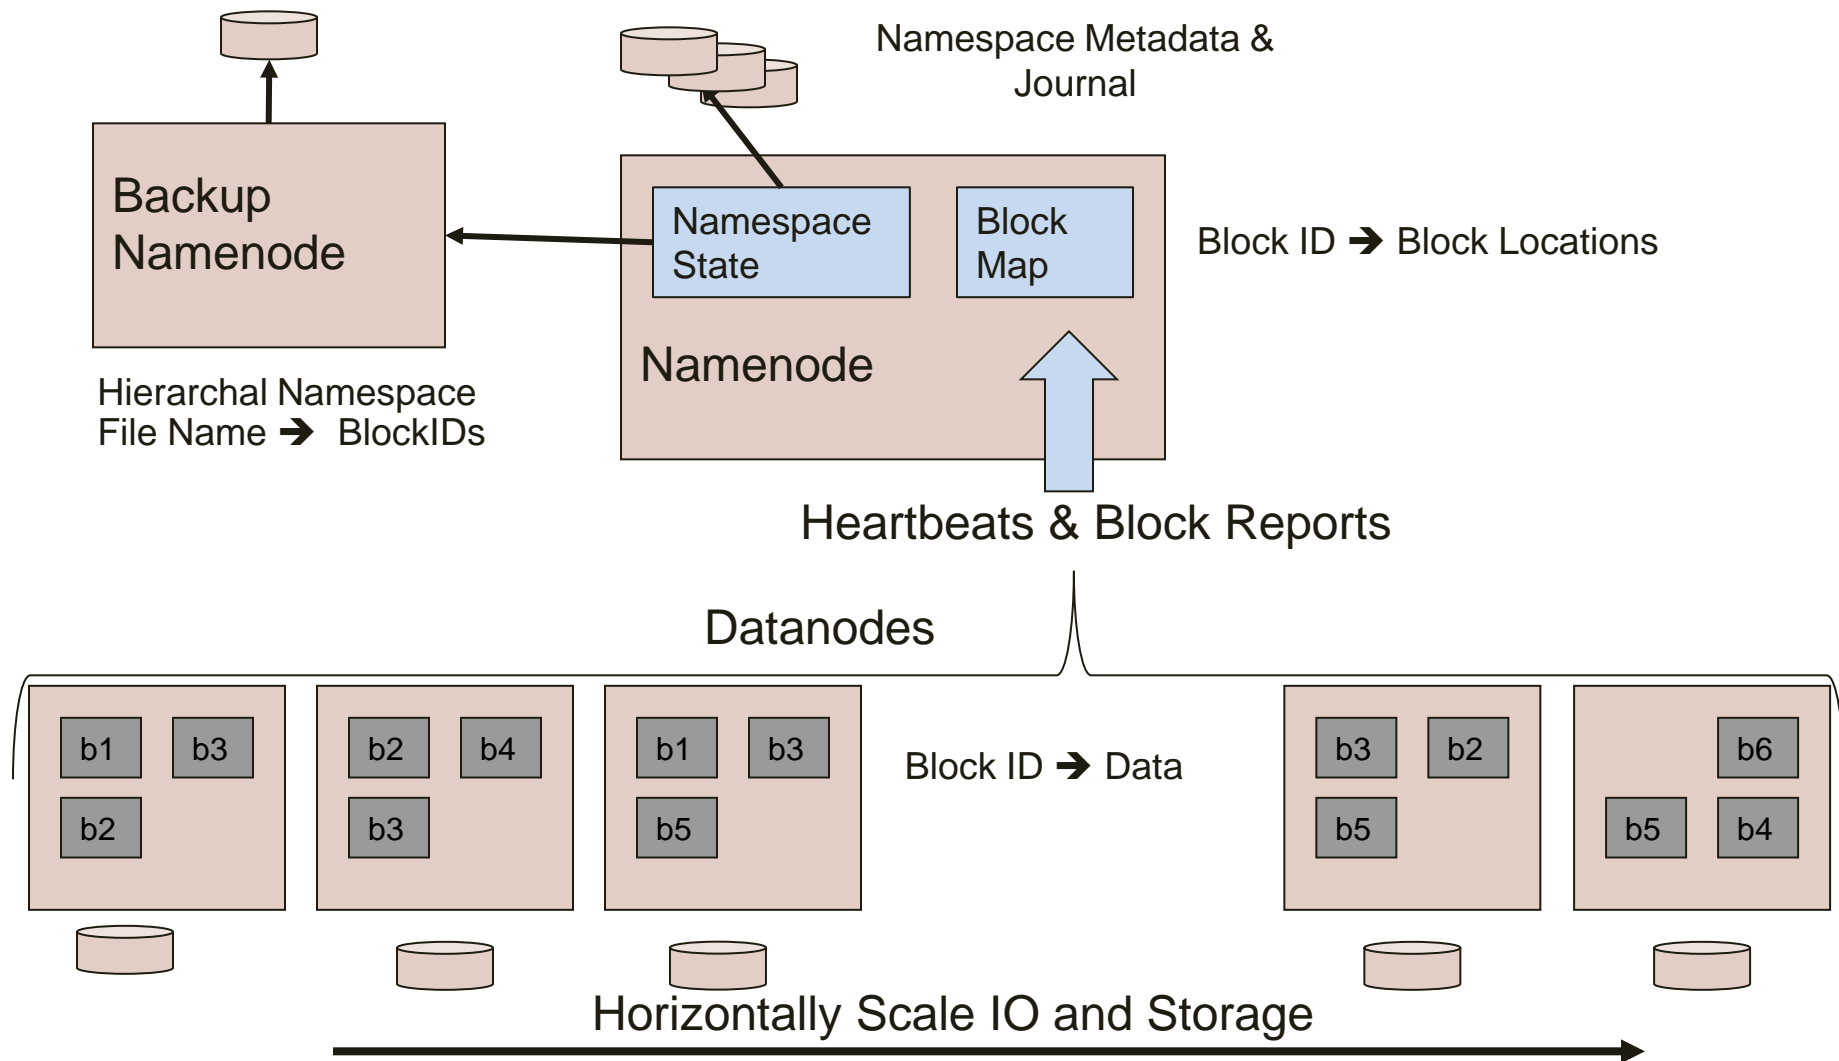 Namespace Metadata &
Journal
Backup
Namenode
Namespace
State
Block
Map
Block ID ➔ Block Locations
Namenode
Hierarchal Namespace
File Name ➔ BlockIDs
Heartbeats & Block Reports
Datanodes
b1 b3
b2
b2 b4
b3
b1 b3
b5
Block ID ➔ Data
b3 b2
b5
b6
b5 b4
Horizontally Scale IO and Storage